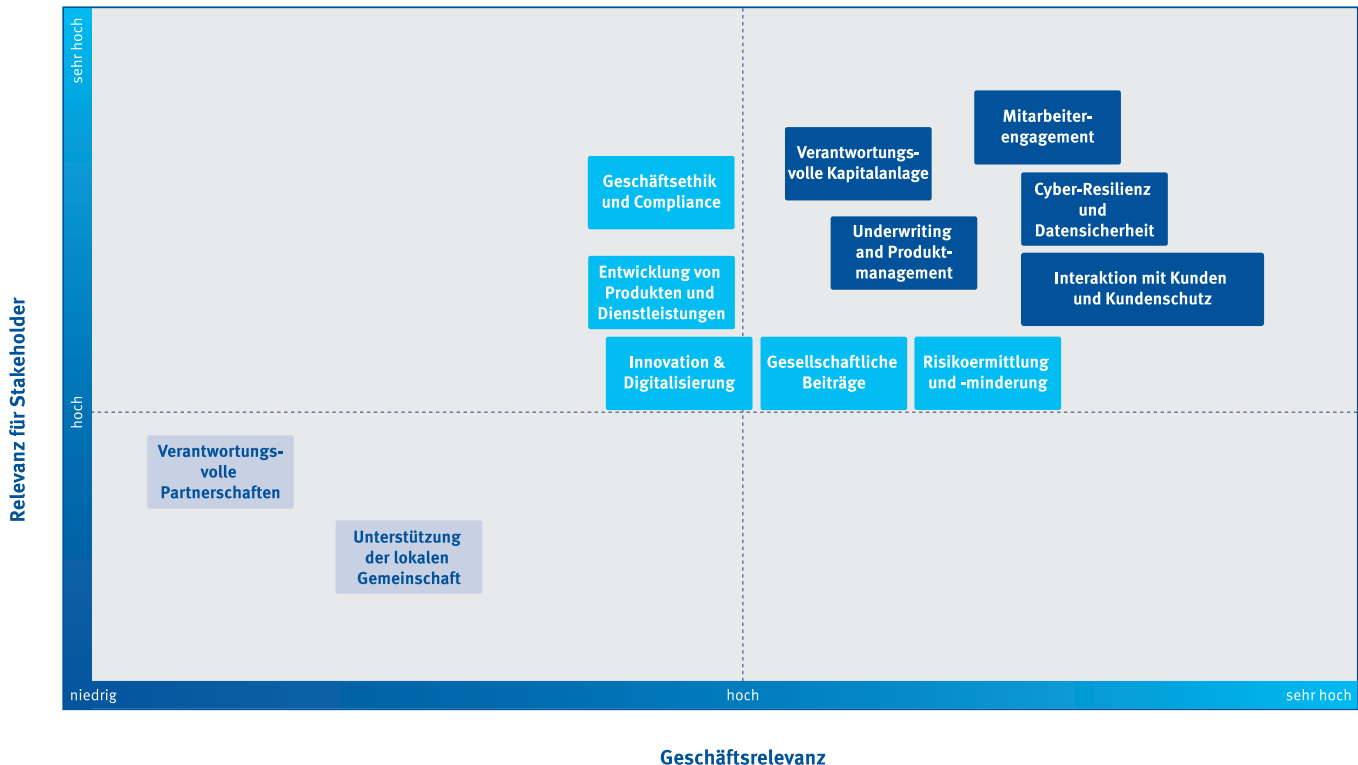 sehr hoch
Mitarbeiter-
engagement
Verantwortungs-
volle Kapitalanlage
Geschäftsethik
und Compliance
Cyber-Resilienz
und
Datensicherheit
Underwriting
and Produkt-
management
Entwicklung von
Produkten und
Dienstleistungen
Interaktion mit Kunden
und Kundenschutz
Innovation &
Digitalisierung
Gesellschaftliche
Beiträge
Risikoermittlung
und -minderung
Relevanz für Stakeholder
hoch
Verantwortungs-
volle
Partnerschaften
Unterstützung
der lokalen
Gemeinschaft
niedrig
hoch
sehr hoch
Geschäftsrelevanz